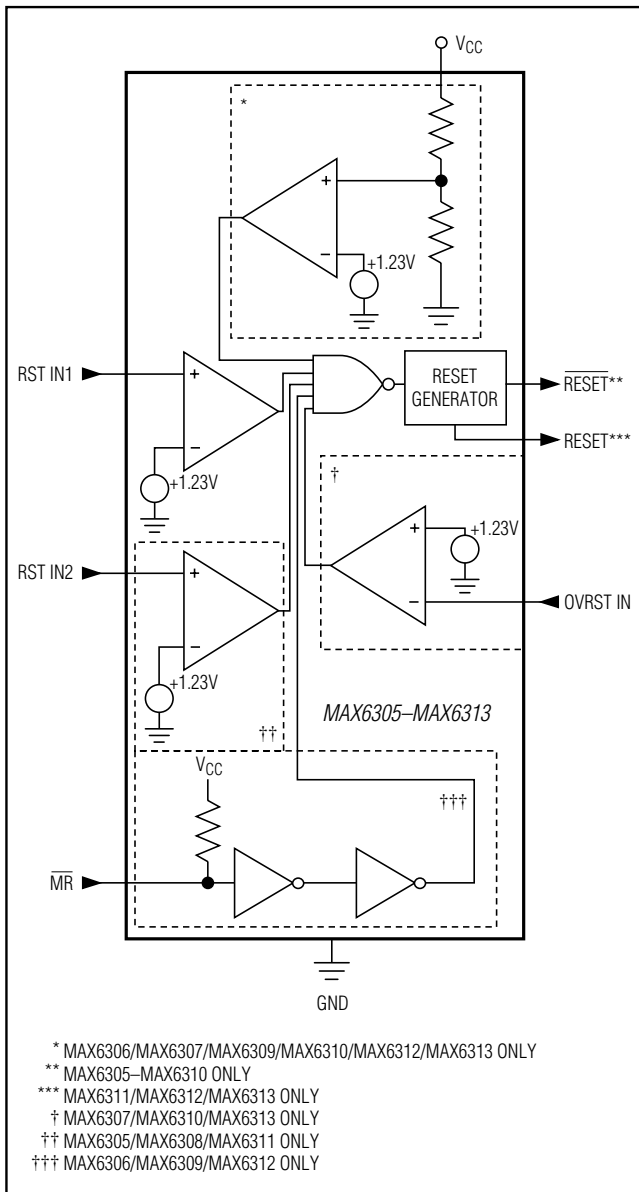 VCC
*
+
−
+1.23V
RST IN1
+
−
+1.23V
RESET
GENERATOR
RESET**
RESET***
†
+
+1.23V
−
OVRST IN
RST IN2
+
−
+1.23V
††
MAX6305–MAX6313
VCC
†††
MR
GND
* MAX6306/MAX6307/MAX6309/MAX6310/MAX6312/MAX6313 ONLY
** MAX6305–MAX6310 ONLY
*** MAX6311/MAX6312/MAX6313 ONLY
† MAX6307/MAX6310/MAX6313 ONLY
†† MAX6305/MAX6308/MAX6311 ONLY
††† MAX6306/MAX6309/MAX6312 ONLY